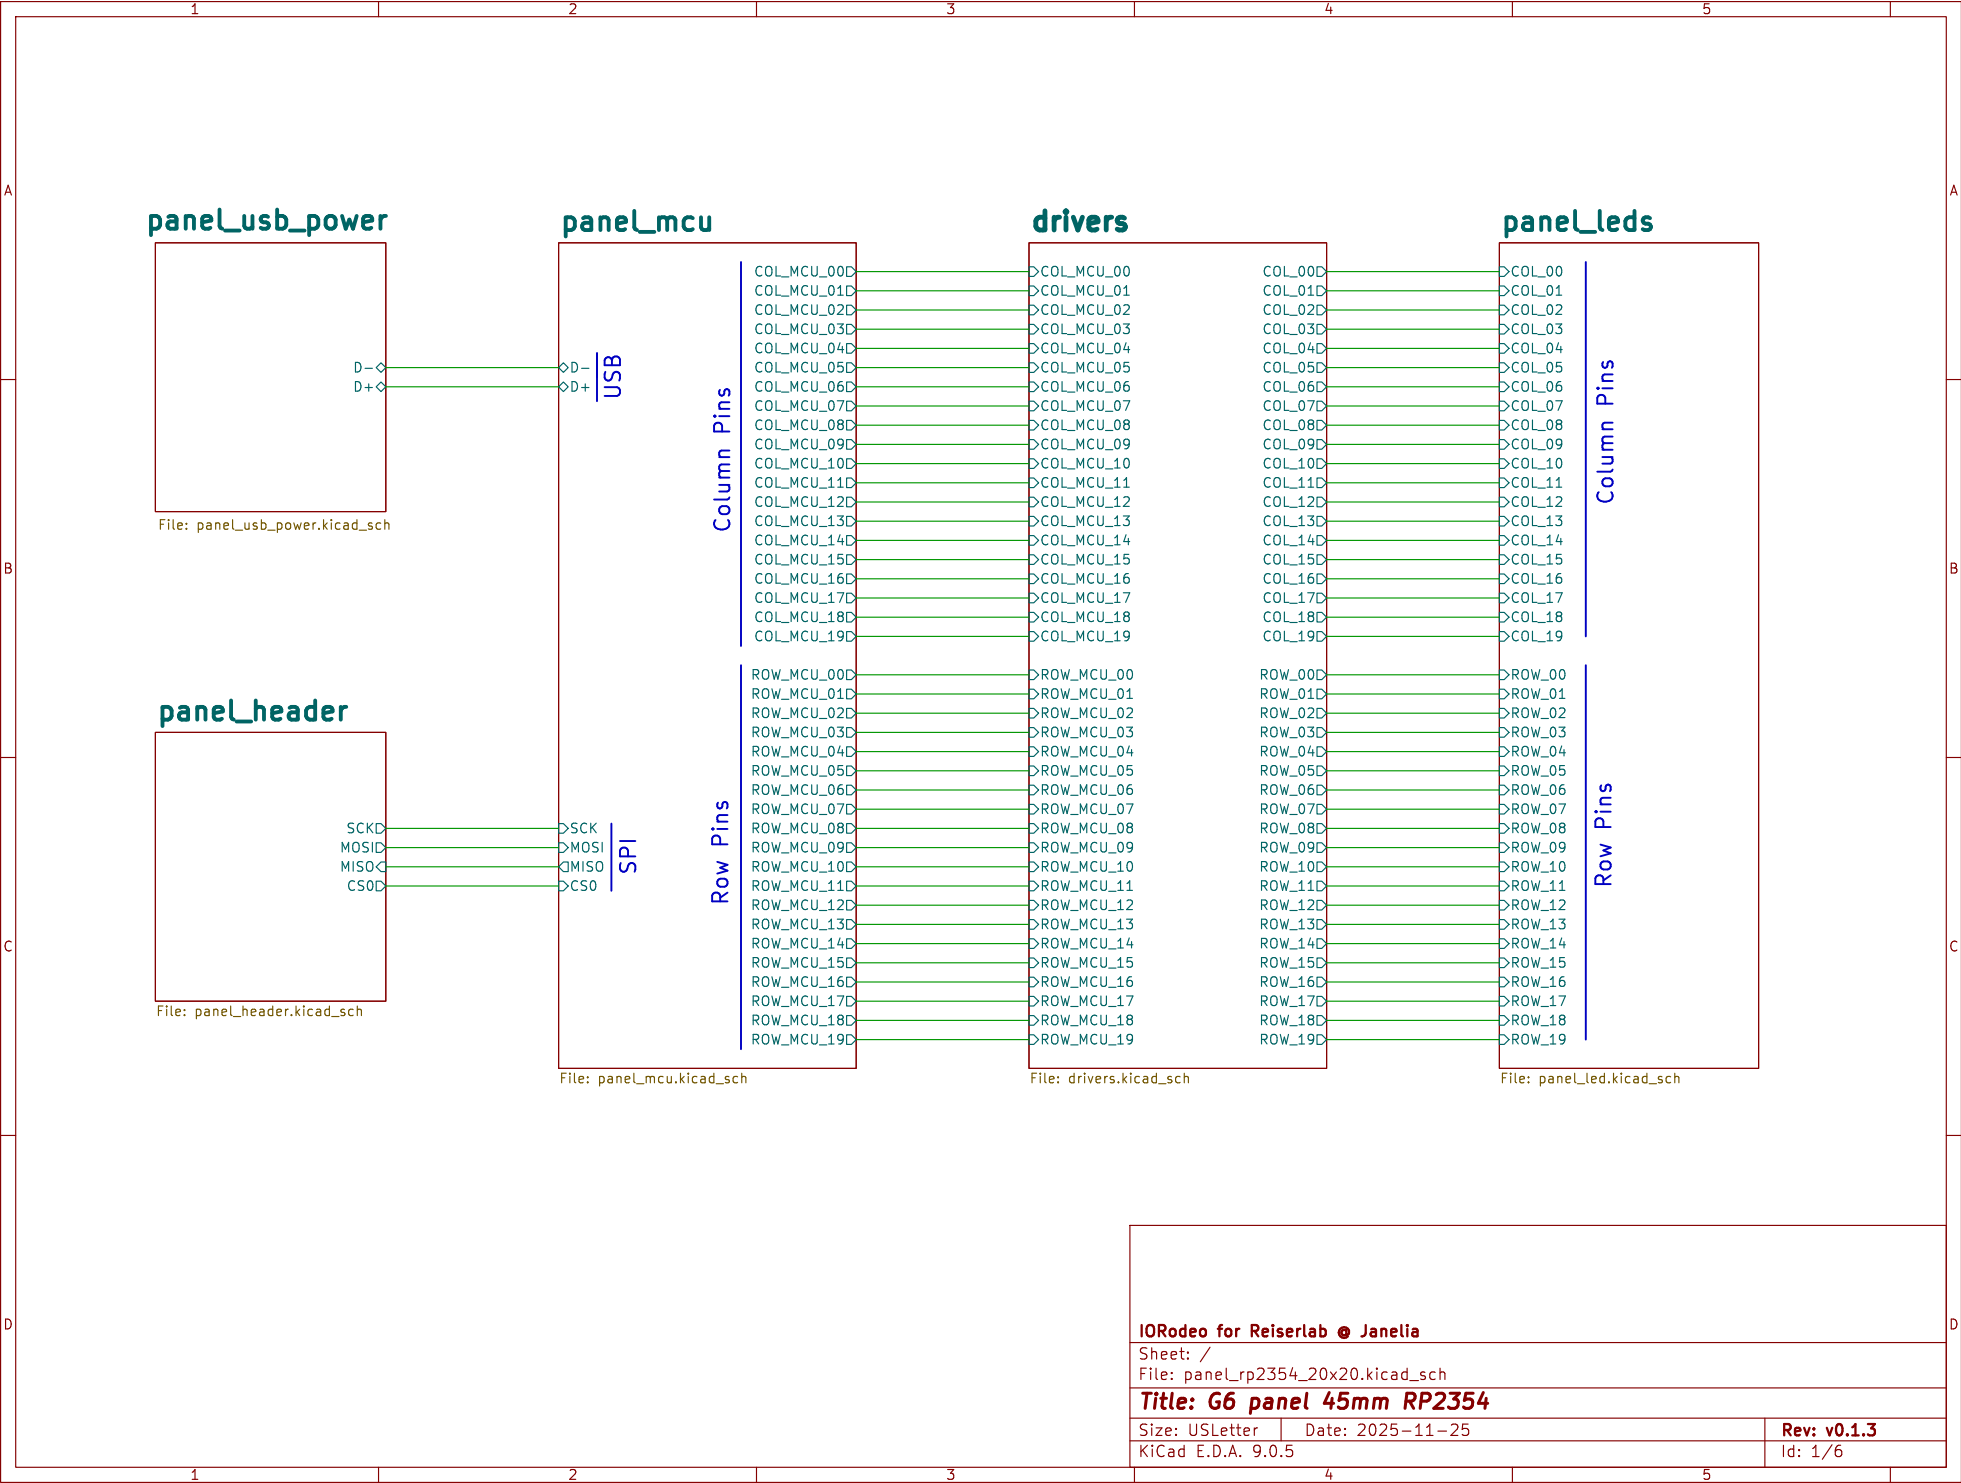 1 2 3 4 5
A A
B B
C C
D D
panel_usb_power
D-
D+
File: panel_usb_power.kicad_sch
panel_header
SCK
MOSI
MISO
CS0
File: panel_header.kicad_sch
panel_mcu
D-
D+
USB
SCK
MOSI
MISO
CS0
SPI
Column Pins
COL_MCU_00
COL_MCU_01
COL_MCU_02
COL_MCU_03
COL_MCU_04
COL_MCU_05
COL_MCU_06
COL_MCU_07
COL_MCU_08
COL_MCU_09
COL_MCU_10
COL_MCU_11
COL_MCU_12
COL_MCU_13
COL_MCU_14
COL_MCU_15
COL_MCU_16
COL_MCU_17
COL_MCU_18
COL_MCU_19
Row Pins
ROW_MCU_00
ROW_MCU_01
ROW_MCU_02
ROW_MCU_03
ROW_MCU_04
ROW_MCU_05
ROW_MCU_06
ROW_MCU_07
ROW_MCU_08
ROW_MCU_09
ROW_MCU_10
ROW_MCU_11
ROW_MCU_12
ROW_MCU_13
ROW_MCU_14
ROW_MCU_15
ROW_MCU_16
ROW_MCU_17
ROW_MCU_18
ROW_MCU_19
File: panel_mcu.kicad_sch
drivers
COL_MCU_00 COL_00
COL_MCU_01 COL_01
COL_MCU_02 COL_02
COL_MCU_03 COL_03
COL_MCU_04 COL_04
COL_MCU_05 COL_05
COL_MCU_06 COL_06
COL_MCU_07 COL_07
COL_MCU_08 COL_08
COL_MCU_09 COL_09
COL_MCU_10 COL_10
COL_MCU_11 COL_11
COL_MCU_12 COL_12
COL_MCU_13 COL_13
COL_MCU_14 COL_14
COL_MCU_15 COL_15
COL_MCU_16 COL_16
COL_MCU_17 COL_17
COL_MCU_18 COL_18
COL_MCU_19 COL_19
ROW_MCU_00 ROW_00
ROW_MCU_01 ROW_01
ROW_MCU_02 ROW_02
ROW_MCU_03 ROW_03
ROW_MCU_04 ROW_04
ROW_MCU_05 ROW_05
ROW_MCU_06 ROW_06
ROW_MCU_07 ROW_07
ROW_MCU_08 ROW_08
ROW_MCU_09 ROW_09
ROW_MCU_10 ROW_10
ROW_MCU_11 ROW_11
ROW_MCU_12 ROW_12
ROW_MCU_13 ROW_13
ROW_MCU_14 ROW_14
ROW_MCU_15 ROW_15
ROW_MCU_16 ROW_16
ROW_MCU_17 ROW_17
ROW_MCU_18 ROW_18
ROW_MCU_19 ROW_19
File: drivers.kicad_sch
panel_leds
COL_00
COL_01
COL_02
COL_03
COL_04
COL_05
COL_06
COL_07
COL_08
COL_09
COL_10
COL_11
COL_12
COL_13
COL_14
COL_15
COL_16
COL_17
COL_18
COL_19
Column Pins
ROW_00
ROW_01
ROW_02
ROW_03
ROW_04
ROW_05
ROW_06
ROW_07
ROW_08
ROW_09
ROW_10
ROW_11
ROW_12
ROW_13
ROW_14
ROW_15
ROW_16
ROW_17
ROW_18
ROW_19
Row Pins
File: panel_led.kicad_sch
IORodeo for Reiserlab @ Janelia
Sheet: /
File: panel_rp2354_20x20.kicad_sch
Title: G6 panel 45mm RP2354
Size: USLetter Date: 2025-11-25 Rev: v0.1.3
KiCad E.D.A. 9.0.5 Id: 1/6
1 2 3 4 5